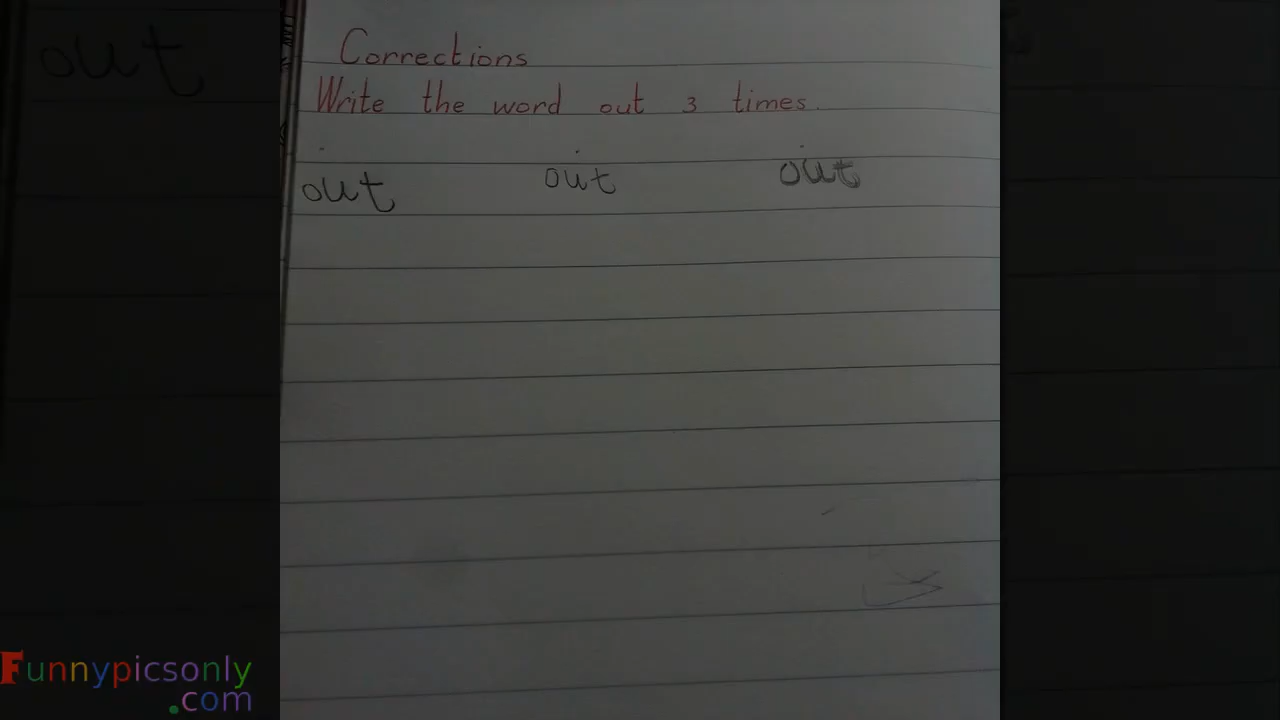 Corrections
Write the word out 3 times.
out out out
Funnypicsonly
.com